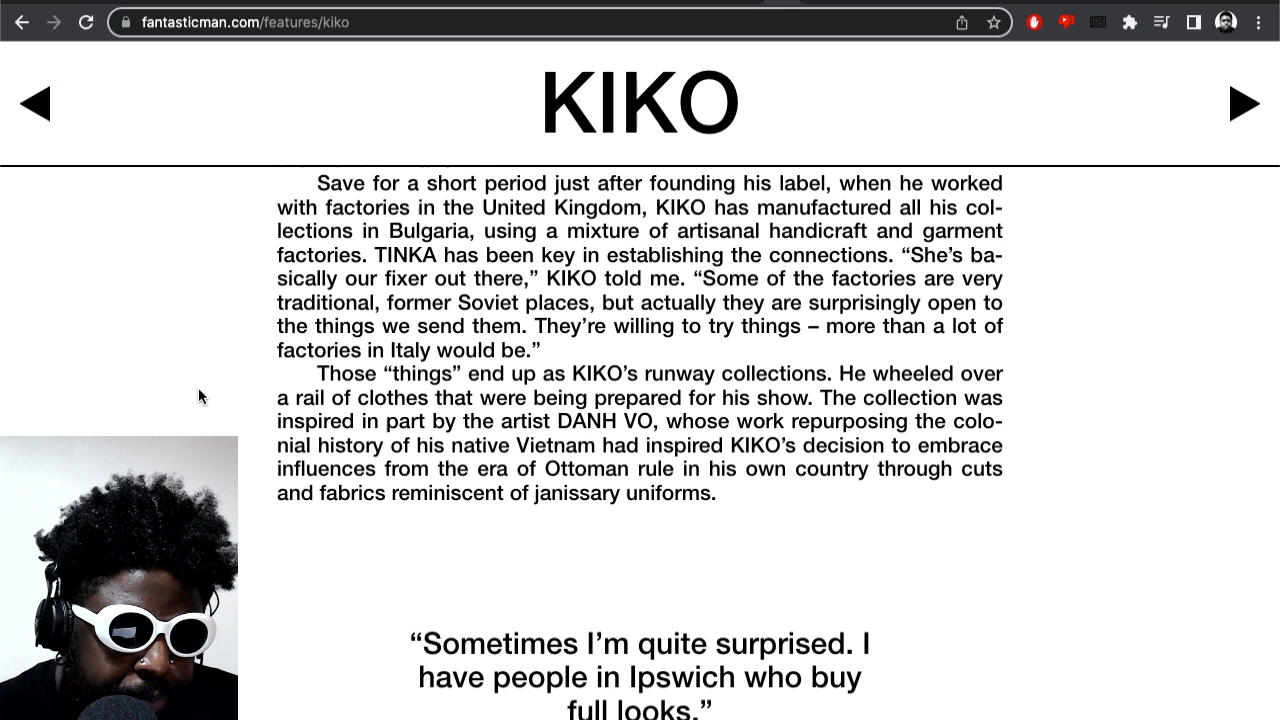 fantasticman.com/features/kiko
KIKO
Save for a short period just after founding his label, when he worked
with factories in the United Kingdom, KIKO has manufactured all his col-
lections in Bulgaria, using a mixture of artisanal handicraft and garment
factories. TINKA has been key in establishing the connections. “She’s ba-
sically our fixer out there,” KIKO told me. “Some of the factories are very
traditional, former Soviet places, but actually they are surprisingly open to
the things we send them. They’re willing to try things – more than a lot of
factories in Italy would be.”
Those “things” end up as KIKO’s runway collections. He wheeled over
a rail of clothes that were being prepared for his show. The collection was
inspired in part by the artist DANH VO, whose work repurposing the colo-
nial history of his native Vietnam had inspired KIKO’s decision to embrace
influences from the era of Ottoman rule in his own country through cuts
and fabrics reminiscent of janissary uniforms.
“Sometimes I’m quite surprised. I
have people in Ipswich who buy
full looks.”